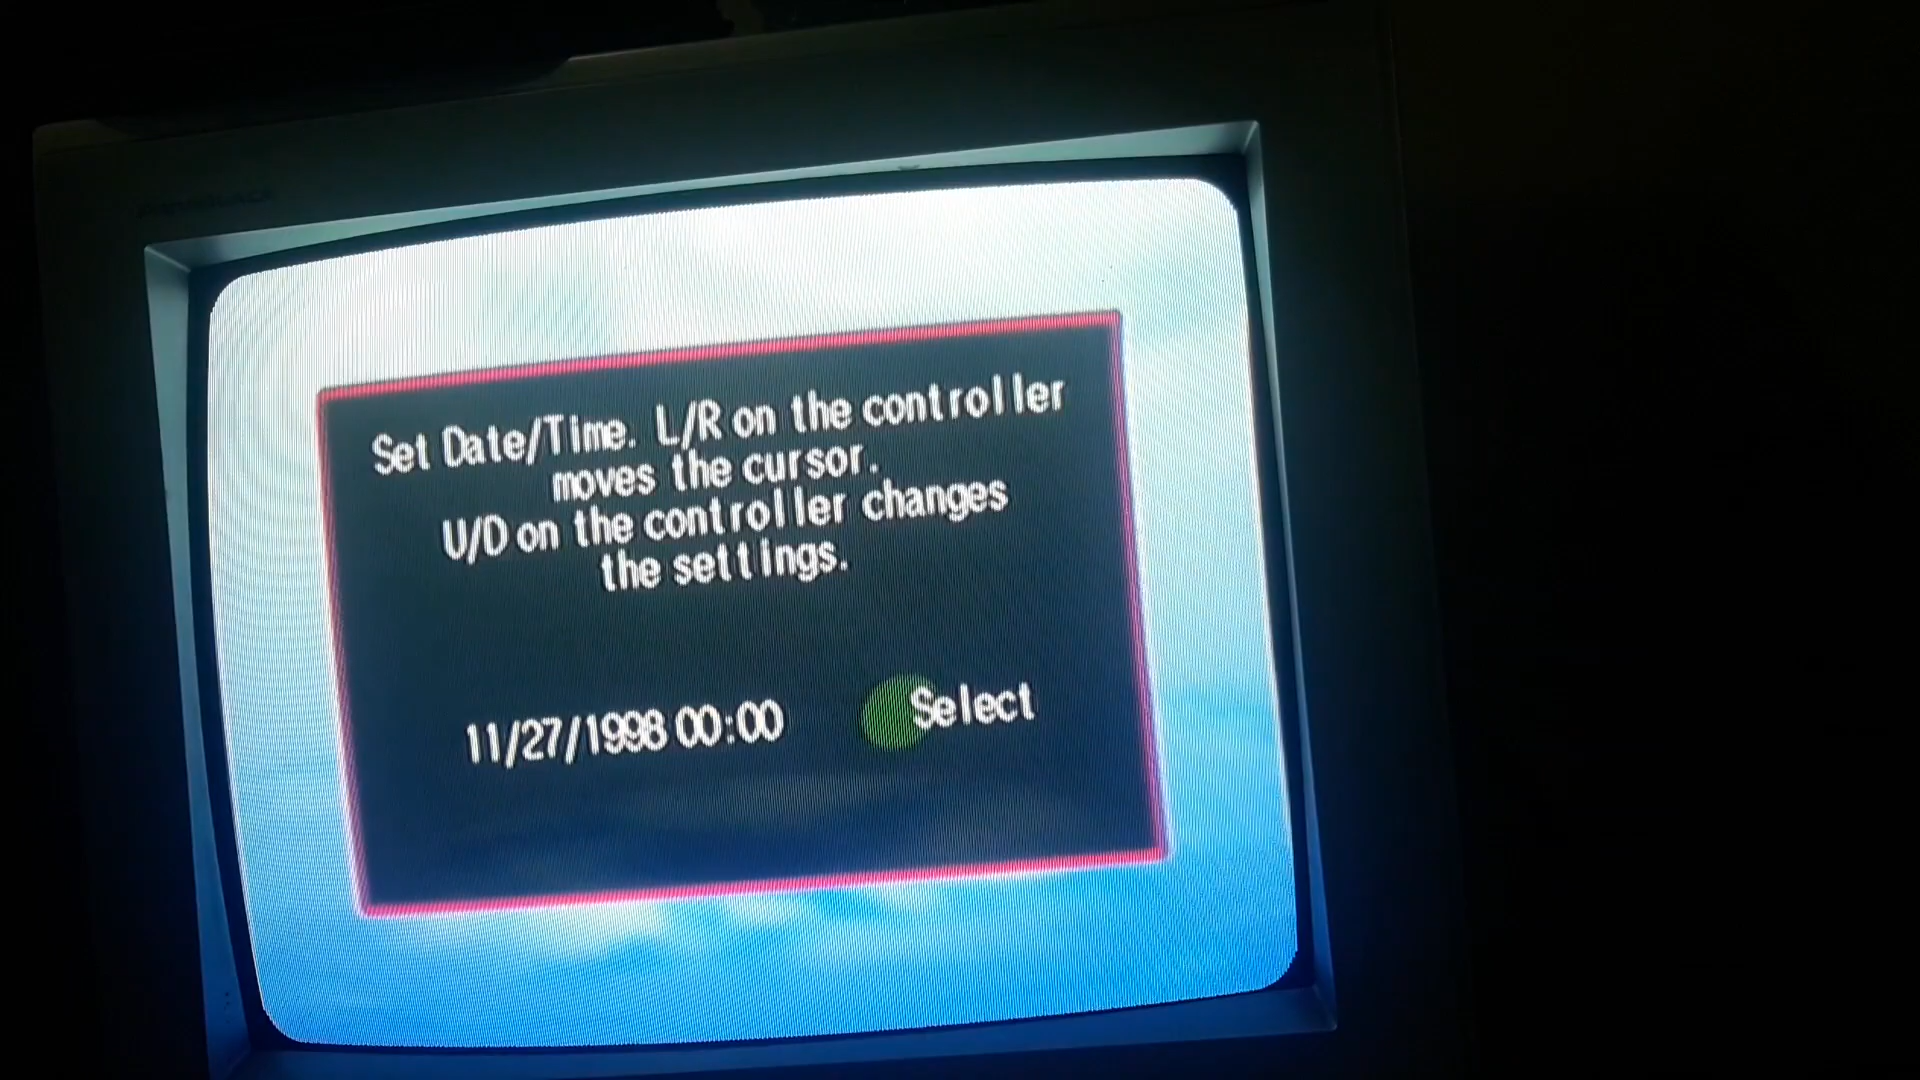 Set Date/Time. L/R on the controller
moves the cursor.
U/D on the controller changes
the settings.
11/27/1998 00:00
Select